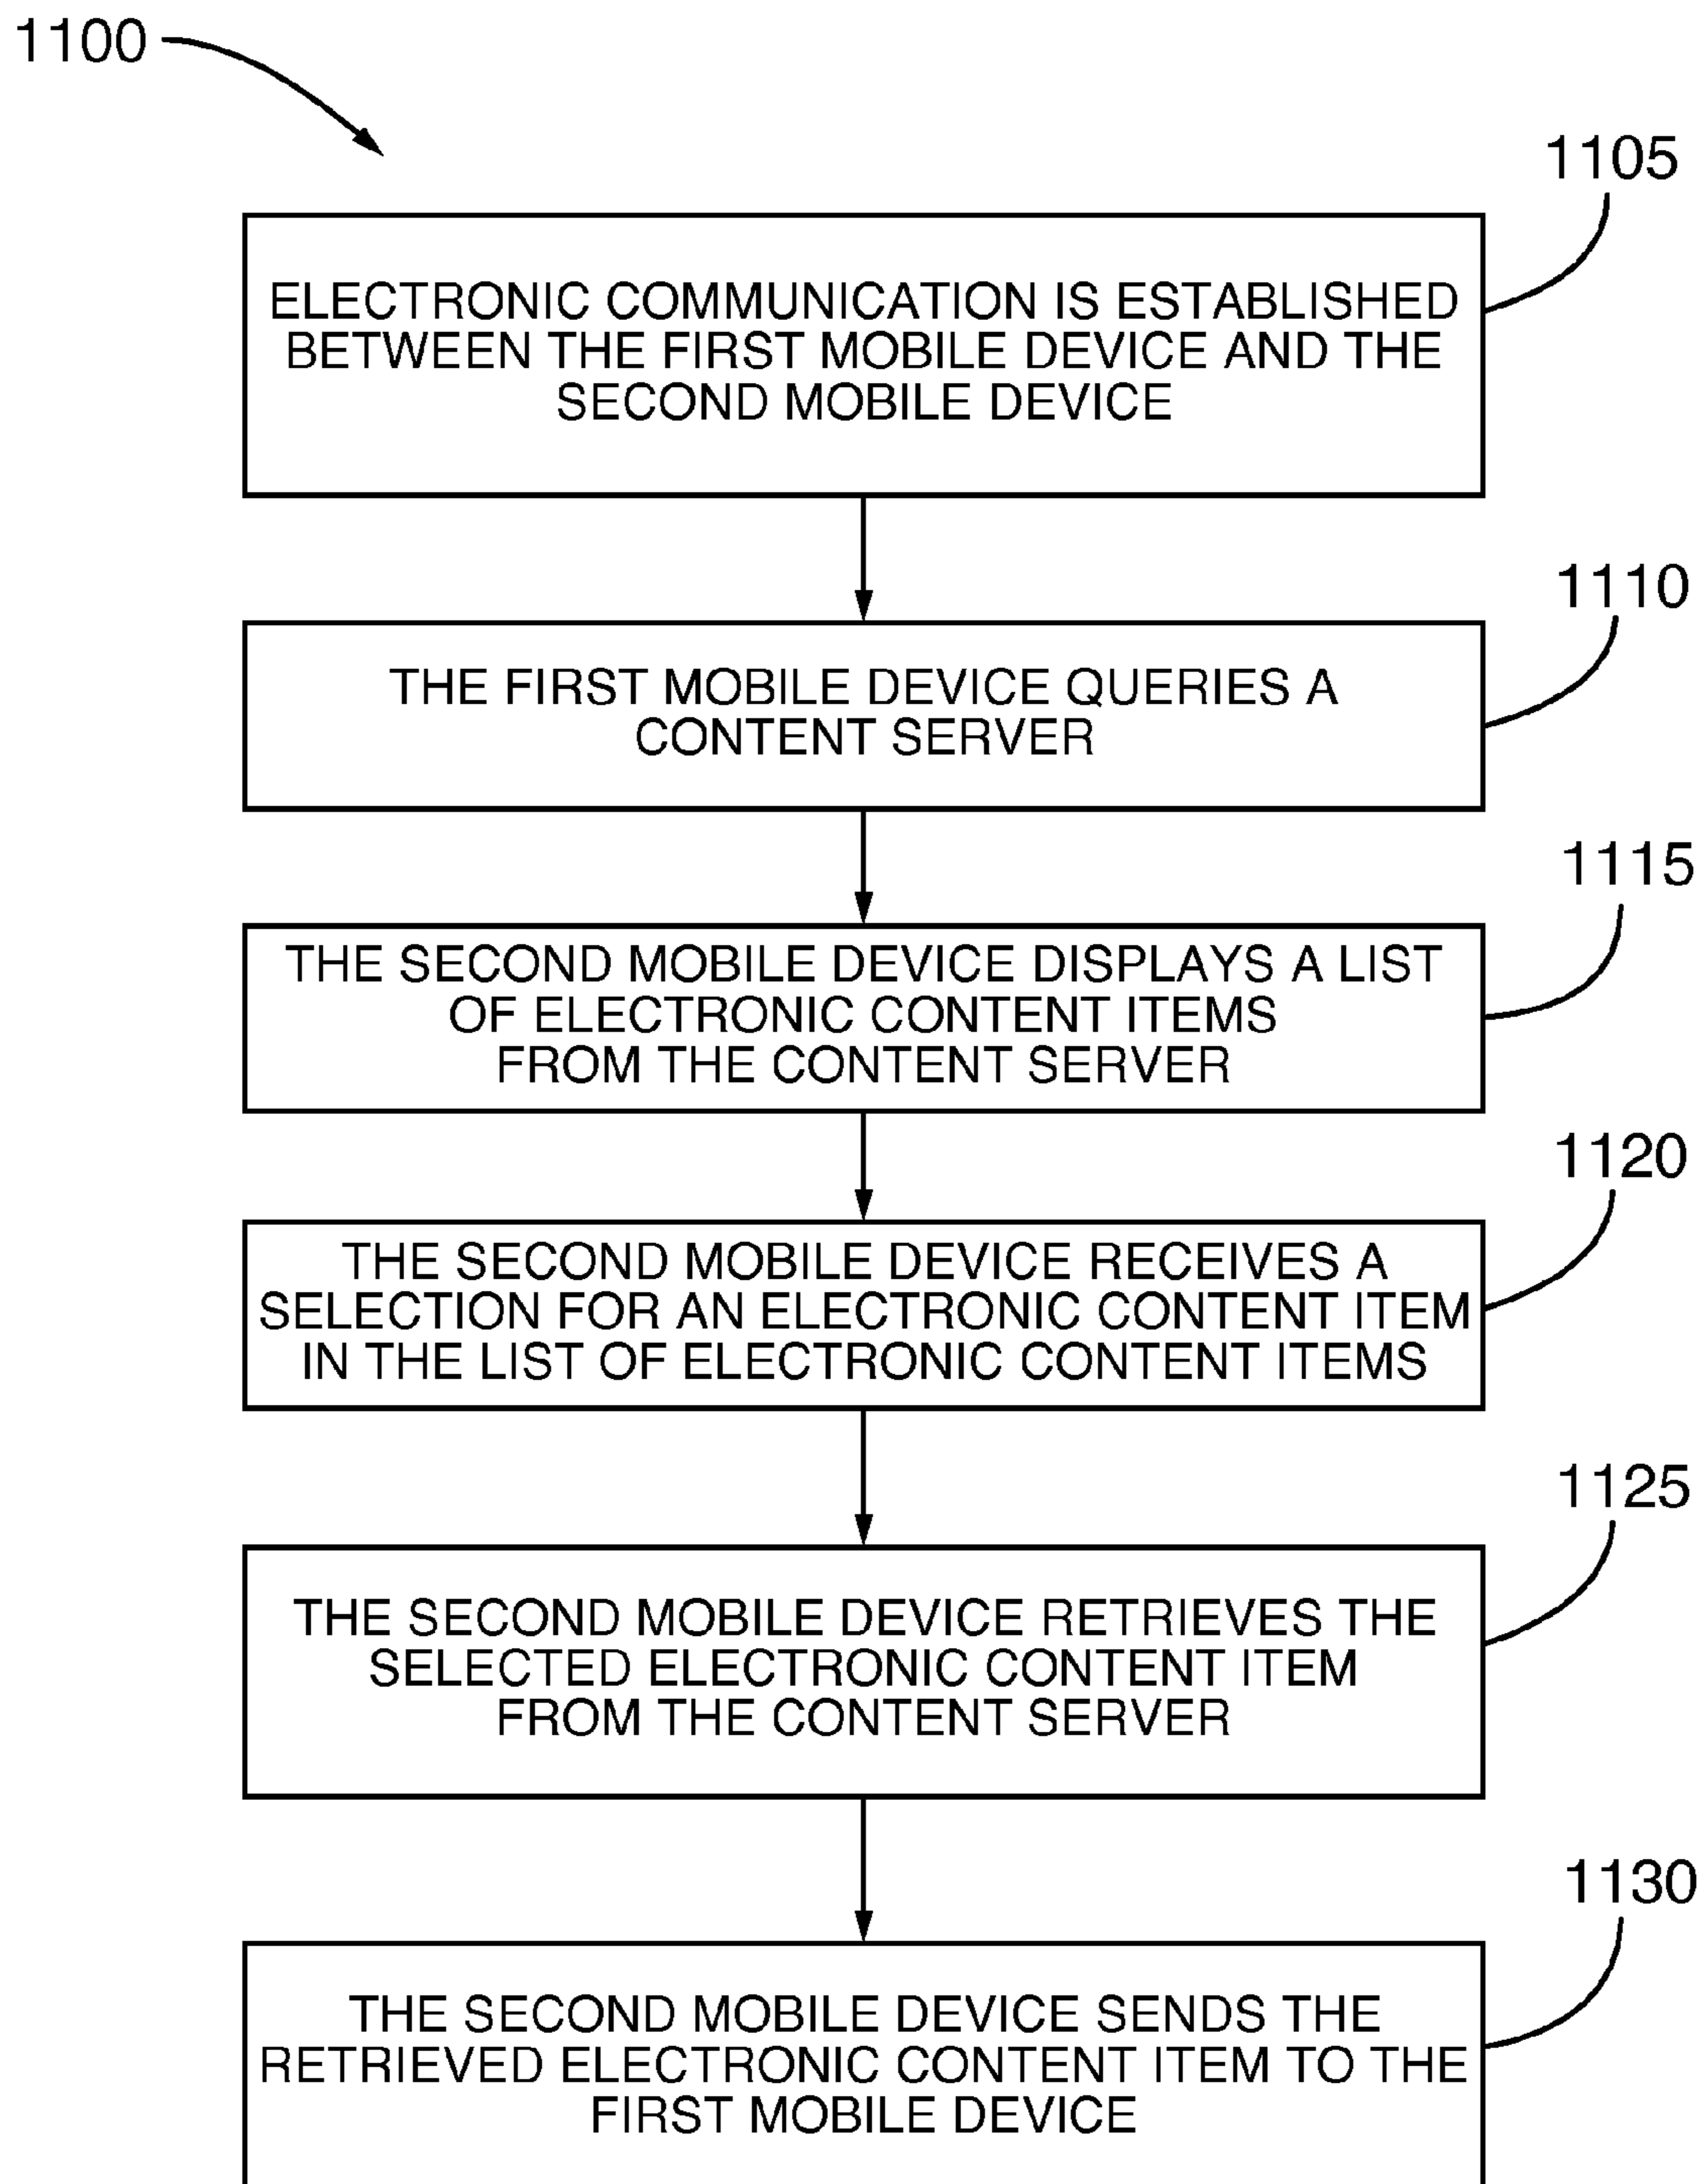 1100
1105
ELECTRONIC COMMUNICATION IS ESTABLISHED
BETWEEN THE FIRST MOBILE DEVICE AND THE
SECOND MOBILE DEVICE
1110
THE FIRST MOBILE DEVICE QUERIES A
CONTENT SERVER
1115
THE SECOND MOBILE DEVICE DISPLAYS A LIST
OF ELECTRONIC CONTENT ITEMS
FROM THE CONTENT SERVER
1120
THE SECOND MOBILE DEVICE RECEIVES A
SELECTION FOR AN ELECTRONIC CONTENT ITEM
IN THE LIST OF ELECTRONIC CONTENT ITEMS
1125
THE SECOND MOBILE DEVICE RETRIEVES THE
SELECTED ELECTRONIC CONTENT ITEM
FROM THE CONTENT SERVER
1130
THE SECOND MOBILE DEVICE SENDS THE
RETRIEVED ELECTRONIC CONTENT ITEM TO THE
FIRST MOBILE DEVICE